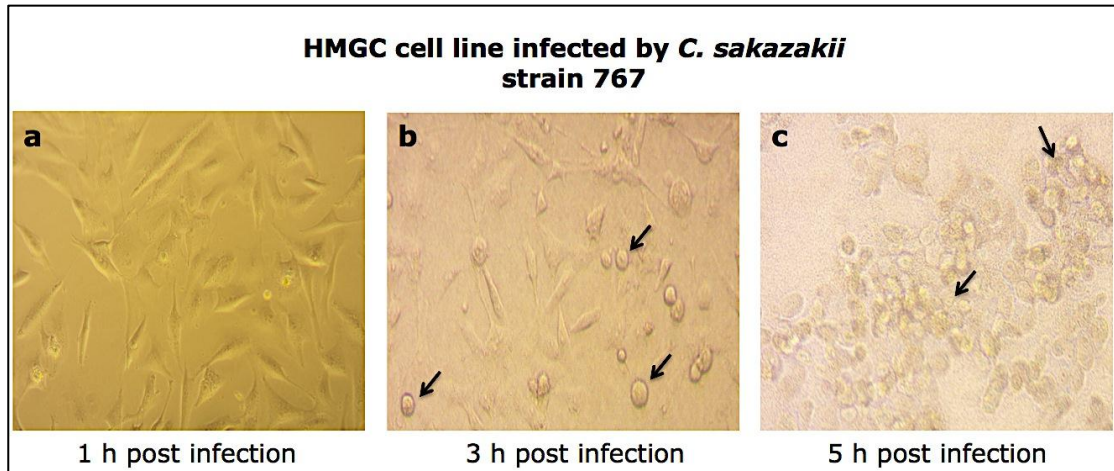 HMGC cell line infected by C. sakazakii
strain 767
a
b
c
1 h post infection
3 h post infection
5 h post infection